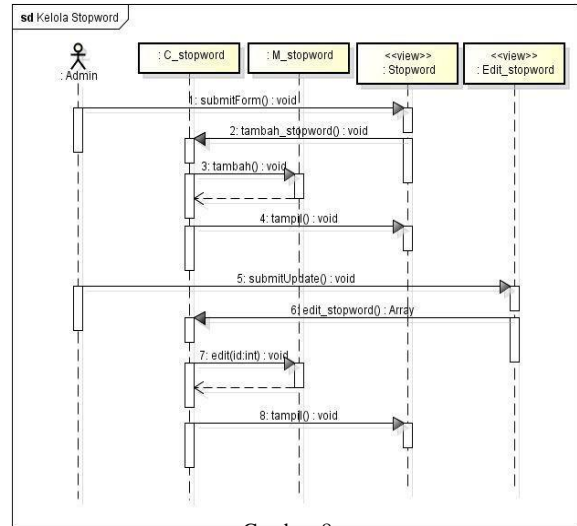 sd Kelola Stopword
: Admin
: C_stopword
: M_stopword
<<view>>
: Stopword
<<view>>
: Edit_stopword
1: submitForm() : void
2: tambah_stopword() : void
3: tambah() : void
4: tampil() : void
5: submitUpdate() : void
6: edit_stopword() : Array
7: edit(id:int) : void
8: tampil() : void